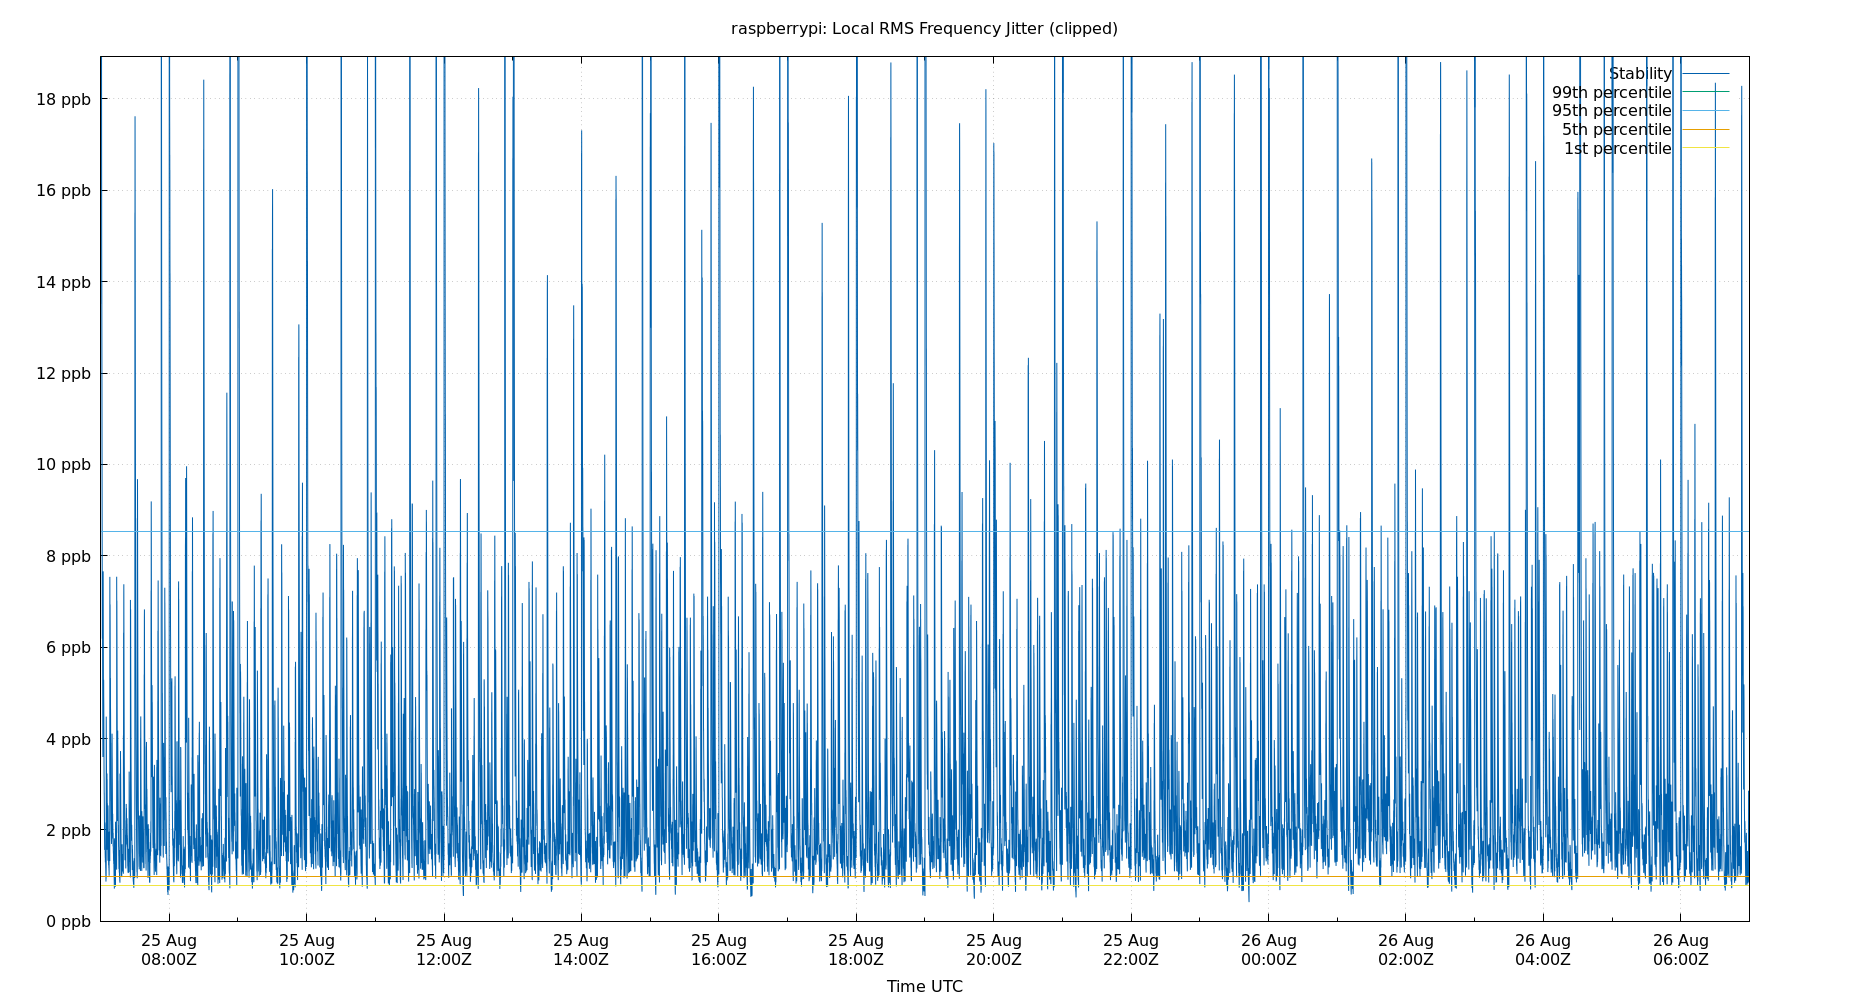 raspberrypi: Local RMS Frequency Jitter (clipped)
Stability
99th percentile
95th percentile
5th percentile
1st percentile
18 ppb
16 ppb
14 ppb
12 ppb
10 ppb
8 ppb
6 ppb
4 ppb
2 ppb
0 ppb
25 Aug 25 Aug 25 Aug 25 Aug 25 Aug 25 Aug 25 Aug 25 Aug 26 Aug 26 Aug 26 Aug 26 Aug
08:00Z 10:00Z 12:00Z 14:00Z 16:00Z 18:00Z 20:00Z 22:00Z 00:00Z 02:00Z 04:00Z 06:00Z
Time UTC